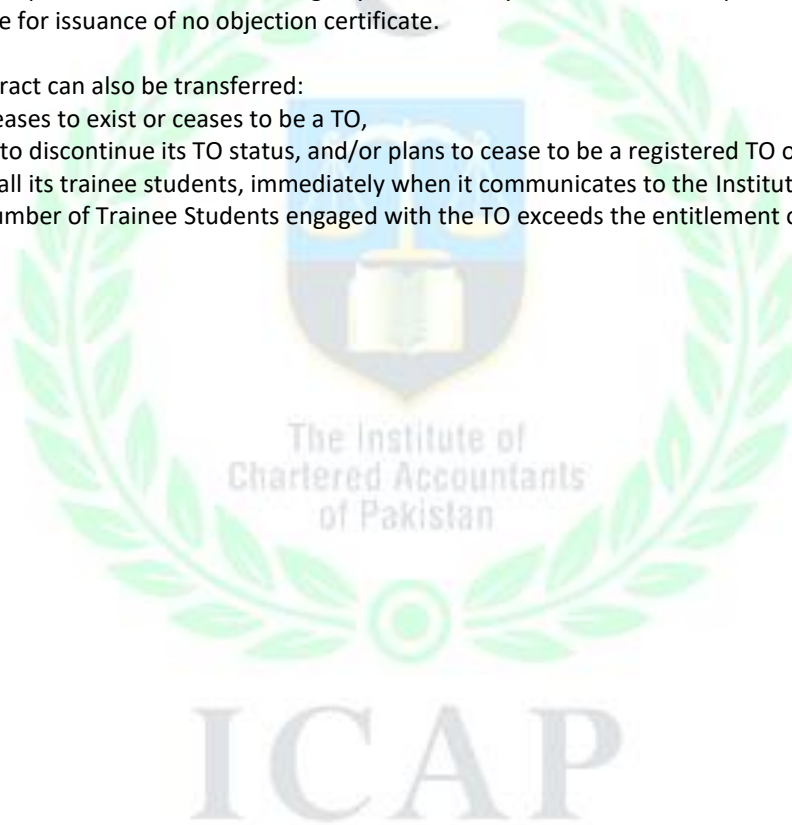 e for issuance of no objection certificate.
ract can also be transferred:
eases to exist or ceases to be a TO,
to discontinue its TO status, and/or plans to cease to be a registered TO o
all its trainee students, immediately when it communicates to the Institut
umber of Trainee Students engaged with the TO exceeds the entitlement o
The Institute of
Chartered Accountants
of Pakistan
ICAP